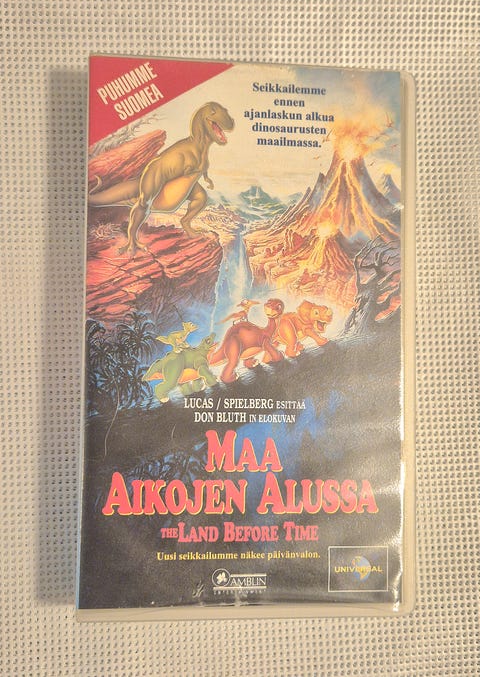 PUHUMME
SUOMEA
Seikkailemme
ennen
ajanlaskun alkua
dinosaurusten
maailmassa.
LUCAS / SPIELBERG ESITTÄÄ
DON BLUTH IN ELOKUVAN
MAA
AIKOJEN ALUSSA
THE LAND BEFORE TIME
Uusi seikkailumme näkee päivänvalon.
AMBLIN
ENTERTAINMENT
UNIVERSAL